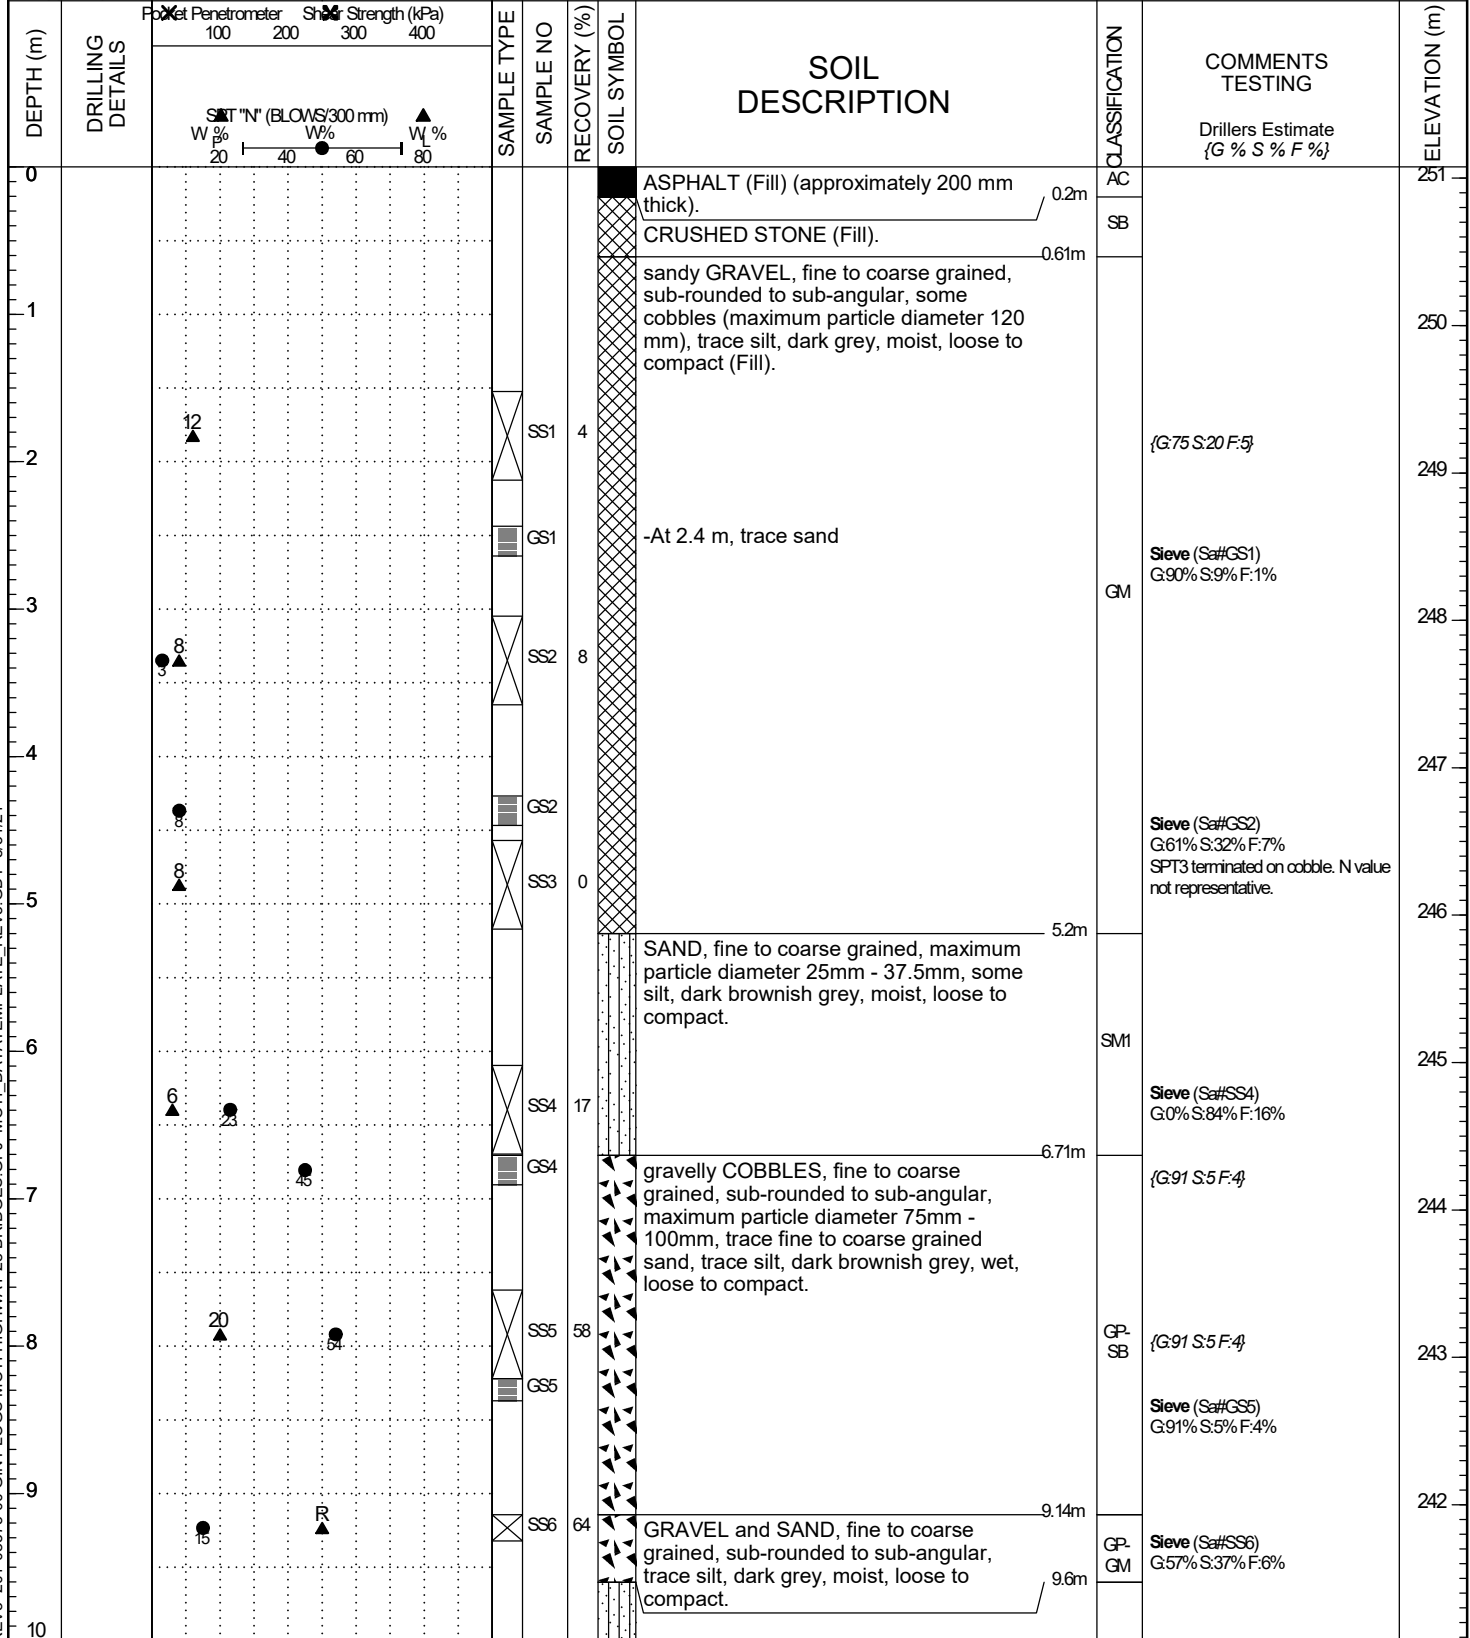 DEPTH (m)
DRILLING
DETAILS
Pocket Penetrometer
Shear Strength (kPa)
100 200 300 400
SPT "N" (BLOWS/300 mm)
W % W% W %
P L
20 40 60 80
SAMPLE TYPE
SAMPLE NO
RECOVERY (%)
SOIL SYMBOL
SOIL
DESCRIPTION
CLASSIFICATION
COMMENTS
TESTING
Drillers Estimate
{G % S % F %}
ELEVATION (m)
0
ASPHALT (Fill) (approximately 200 mm
thick).
0.2m
AC
251
CRUSHED STONE (Fill).
SB
0.61m
sandy GRAVEL, fine to coarse grained,
sub-rounded to sub-angular, some
cobbles (maximum particle diameter 120
mm), trace silt, dark grey, moist, loose to
compact (Fill).
1
250
12
SS1 4
{G:75 S:20 F:5}
2
249
GS1
-At 2.4 m, trace sand
Sieve (Sa#GS1)
G:90% S:9% F:1%
GM
3
248
8
3
SS2 8
4
247
GS2
8
Sieve (Sa#GS2)
G:61% S:32% F:7%
SPT3 terminated on cobble. N value
not representative.
8
SS3 0
5
246
5.2m
SAND, fine to coarse grained, maximum
particle diameter 25mm - 37.5mm, some
silt, dark brownish grey, moist, loose to
compact.
SM1
6
245
6
23
SS4 17
Sieve (Sa#SS4)
G:0% S:84% F:16%
6.71m
GS4
45
gravelly COBBLES, fine to coarse
grained, sub-rounded to sub-angular,
maximum particle diameter 75mm -
100mm, trace fine to coarse grained
sand, trace silt, dark brownish grey, wet,
loose to compact.
{G:91 S:5 F:4}
7
244
20
54
SS5 58
GP-
SB
{G:91 S:5 F:4}
8
243
GS5
Sieve (Sa#GS5)
G:91% S:5% F:4%
9
242
9.14m
R
15
SS6 64
GRAVEL and SAND, fine to coarse
grained, sub-rounded to sub-angular,
trace silt, dark grey, moist, loose to
compact.
GP-
GM
Sieve (Sa#SS6)
G:57% S:37% F:6%
9.6m
10